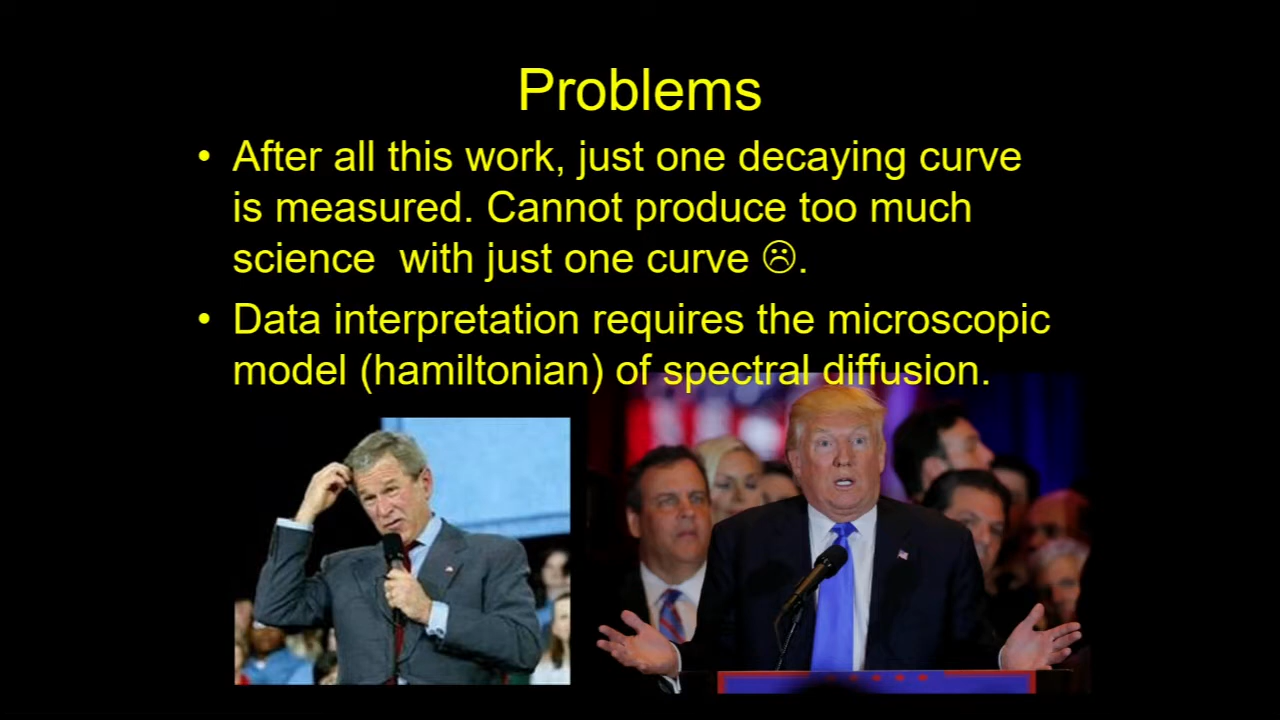 Problems
• After all this work, just one decaying curve
is measured. Cannot produce too much
science  with just one curve ☹.
• Data interpretation requires the microscopic
model (hamiltonian) of spectral diffusion.